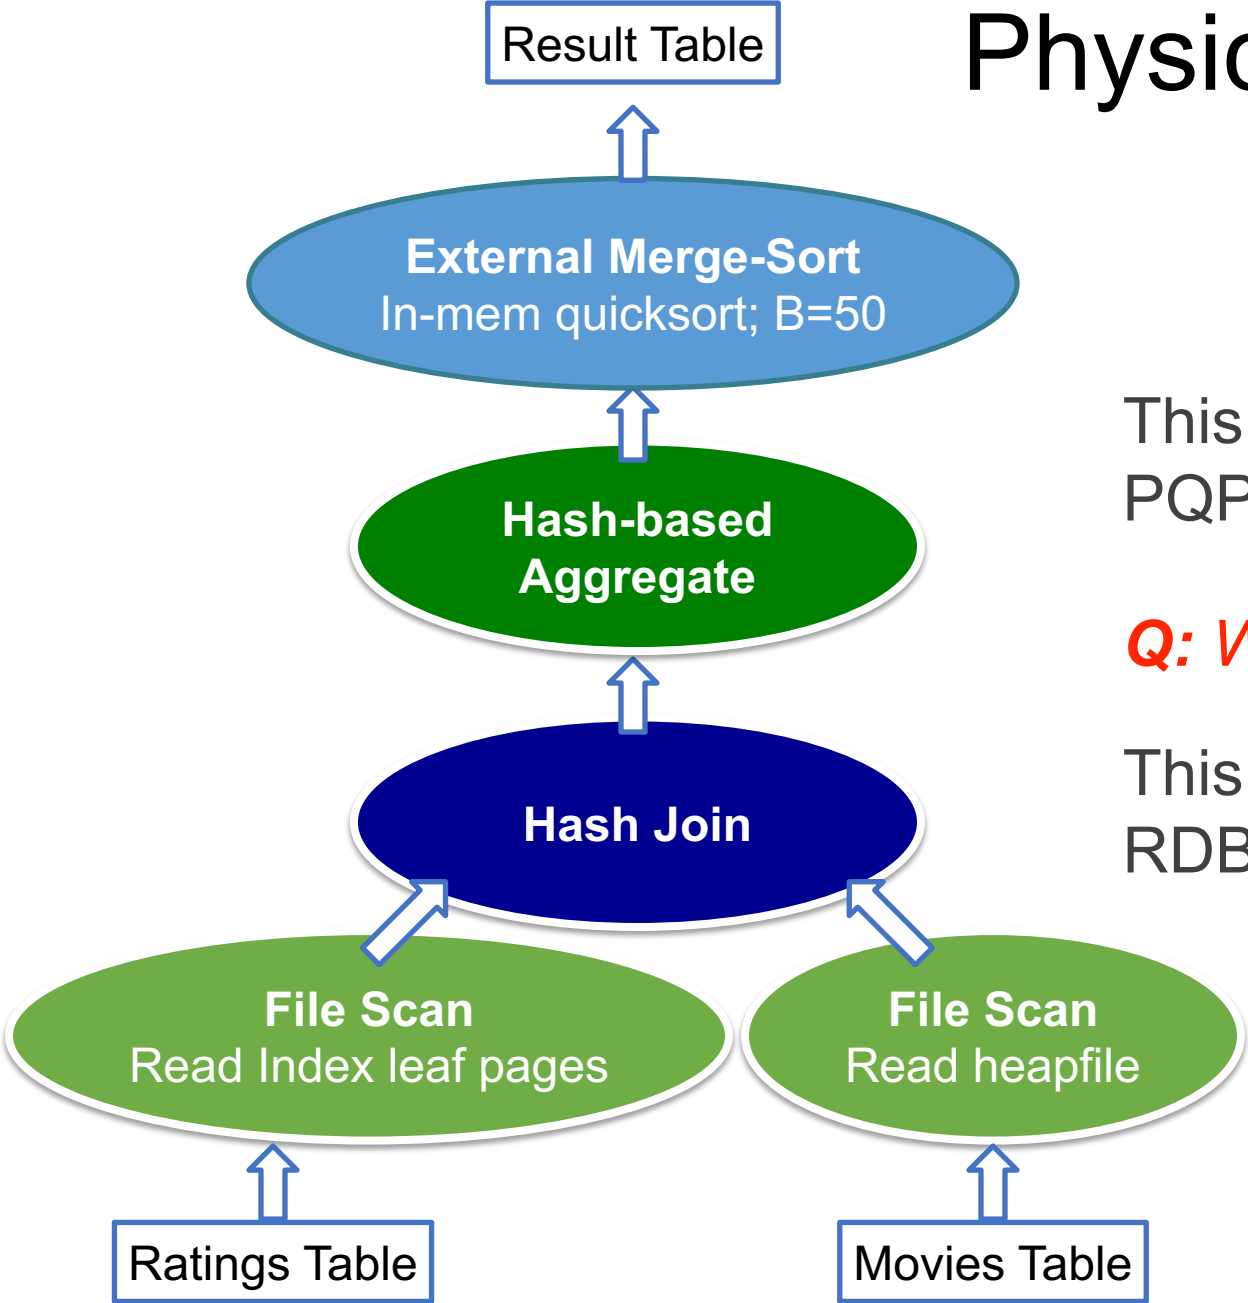 Result Table
Physic
External Merge-Sort
In-mem quicksort; B=50
This
PQP
Hash-based
Aggregate
Q:
Hash Join
This
RDB
File Scan
Read Index leaf pages
File Scan
Read heapfile
Ratings Table
Movies Table